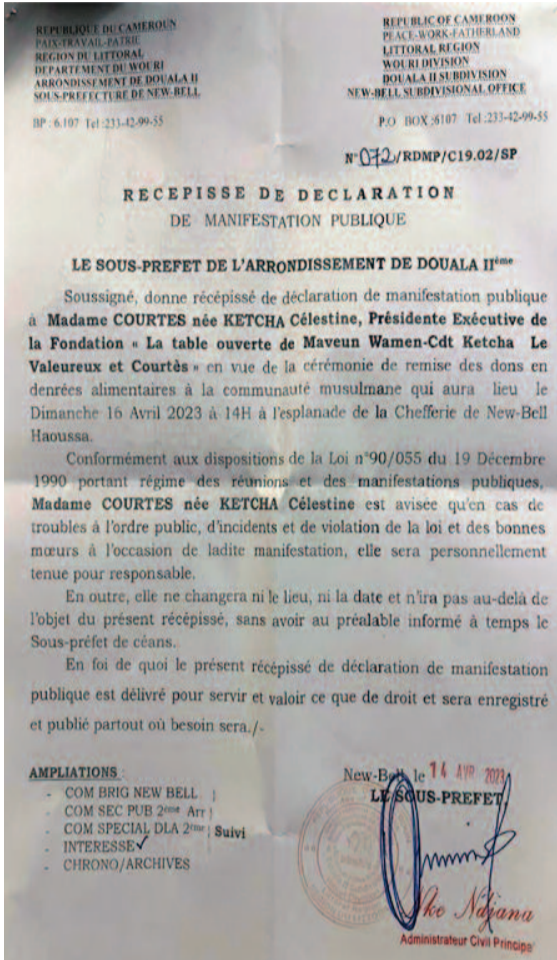 REPUBLIQUE DU CAMEROUN
PAIX-TRAVAIL-PATRIE
REGION DU LITTORAL
DEPARTEMENT DU WOURI
ARRONDISSEMENT DE DOUALA II
SOUS-PREFECTURE DE NEW-BELL
BP : 6.107 Tel :233-42-99-55
REPUBLIC OF CAMEROON
PEACE-WORK-FATHERLAND
LITTORAL REGION
WOURI DIVISION
DOUALA II SUBDIVISION
NEW-BELL SUBDIVISIONAL OFFICE
P.O BOX :6107 Tel :233-42-99-55
N° 072/RDMP/C19.02/SP
RECEPISSE DE DECLARATION
DE MANIFESTATION PUBLIQUE
LE SOUS-PREFET DE L'ARRONDISSEMENT DE DOUALA IIème
Soussigné, donne récépissé de déclaration de manifestation publique
à Madame COURTES née KETCHA Célestine, Présidente Exécutive de
la Fondation « La table ouverte de Maveun Wamen-Cdt Ketcha Le
Valeureux et Courtès » en vue de la cérémonie de remise des dons en
denrées alimentaires à la communauté musulmane qui aura lieu le
Dimanche 16 Avril 2023 à 14H à l'esplanade de la Chefferie de New-Bell
Haoussa.
Conformément aux dispositions de la Loi n°90/055 du 19 Décembre
1990 portant régime des réunions et des manifestations publiques,
Madame COURTES née KETCHA Célestine est avisée qu'en cas de
troubles à l'ordre public, d'incidents et de violation de la loi et des bonnes
mœurs à l'occasion de ladite manifestation, elle sera personnellement
tenue pour responsable.
En outre, elle ne changera ni le lieu, ni la date et n'ira pas au-delà de
l'objet du présent récépissé, sans avoir au préalable informé à temps le
Sous-préfet de céans.
En foi de quoi le présent récépissé de déclaration de manifestation
publique est délivré pour servir et valoir ce que de droit et sera enregistré
et publié partout où besoin sera./-
AMPLIATIONS :
- COM BRIG NEW BELL
- COM SEC PUB 2ème Arr
- COM SPECIAL DLA 2ème Suivi
- INTERESSE
- CHRONO/ARCHIVES
New-Bell, le 14 AVR 2023
LE SOUS-PREFET,
Ndjana
Administrateur Civil Principal